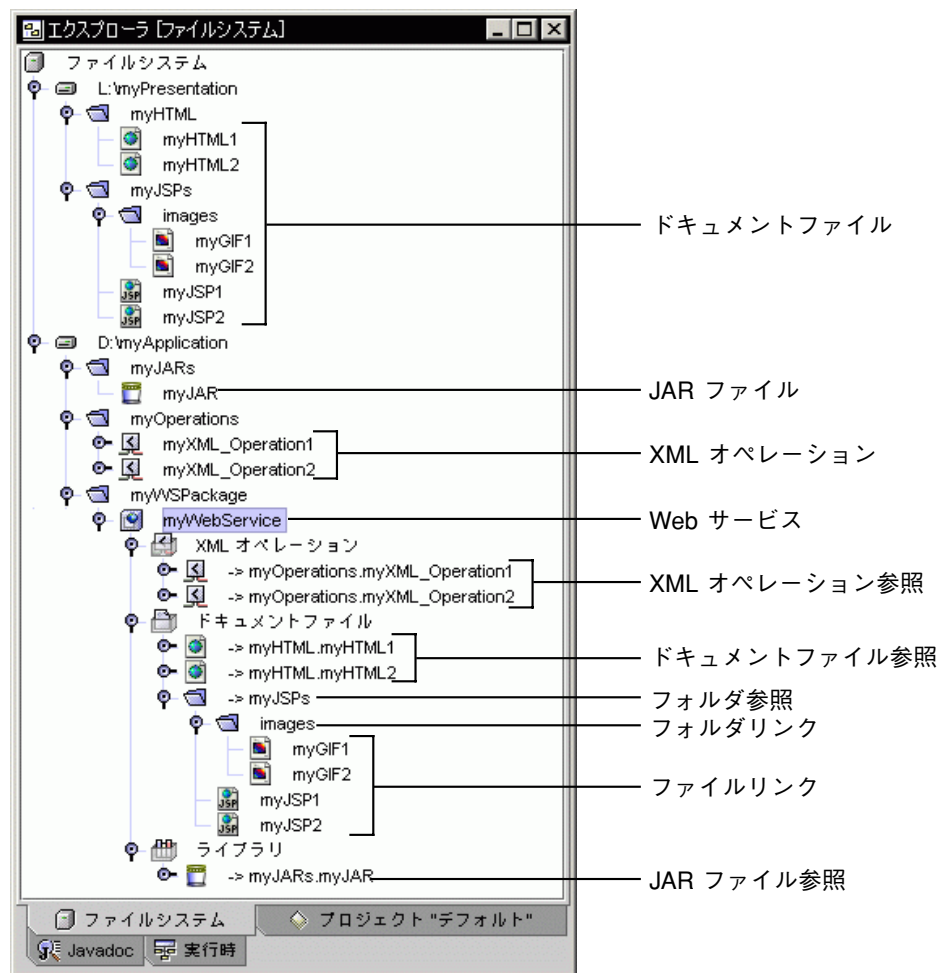 エクスプローラ [ファイルシステム]
ファイルシステム
L:\myPresentation
myHTML
myHTML1
myHTML2
myJSPs
images
ドキュメントファイル
myGIF1
myGIF2
JSP myJSP1
JSP myJSP2
D:\myApplication
myJARs
myJAR JAR ファイル
myOperations
myXML_Operation1
XML オペレーション
myXML_Operation2
myWSPackage
myWebService Web サービス
XML オペレーション
-> myOperations.myXML_Operation1
XML オペレーション参照
-> myOperations.myXML_Operation2
ドキュメントファイル
-> myHTML.myHTML1
ドキュメントファイル参照
-> myHTML.myHTML2
-> myJSPs フォルダ参照
images フォルダリンク
myGIF1
myGIF2
ファイルリンク
JSP myJSP1
JSP myJSP2
ライブラリ
-> myJARs.myJAR JAR ファイル参照
ファイルシステム プロジェクト "デフォルト"
Javadoc 実行時